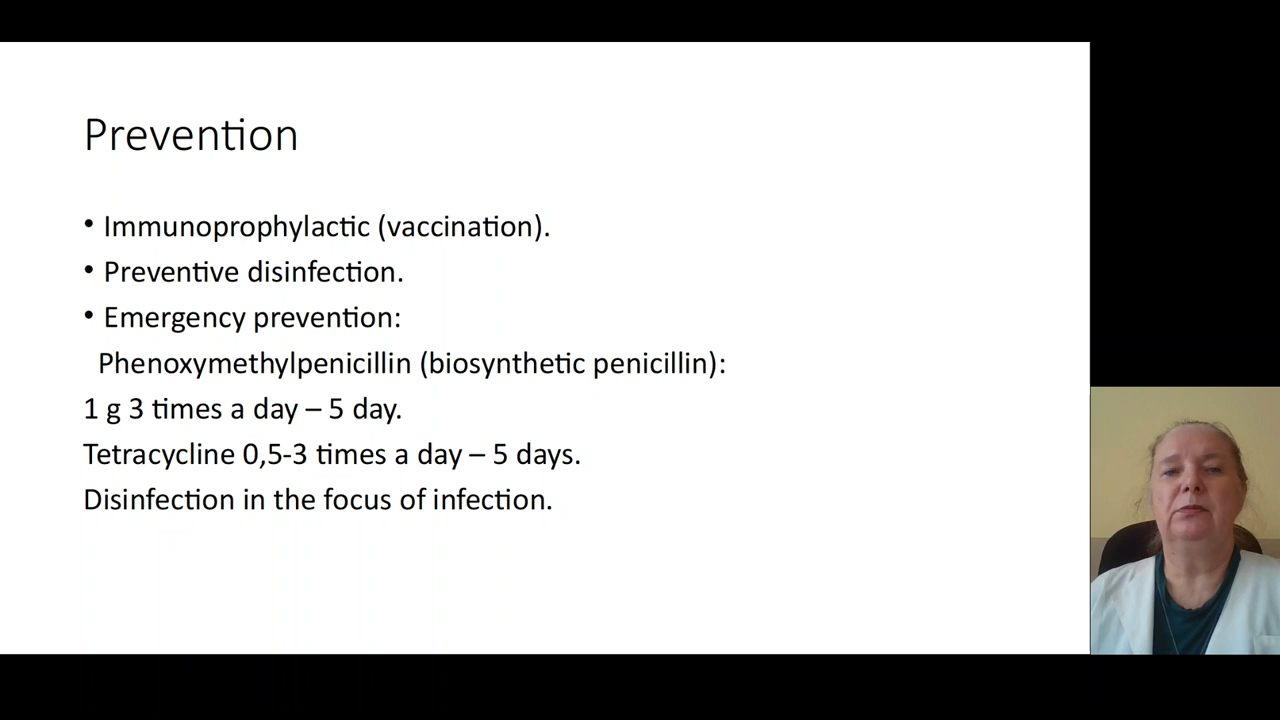 Prevention
• Immunoprophylactic (vaccination).
• Preventive disinfection.
• Emergency prevention:
Phenoxymethylpenicillin (biosynthetic penicillin):
1 g 3 times a day – 5 day.
Tetracycline 0,5-3 times a day – 5 days.
Disinfection in the focus of infection.